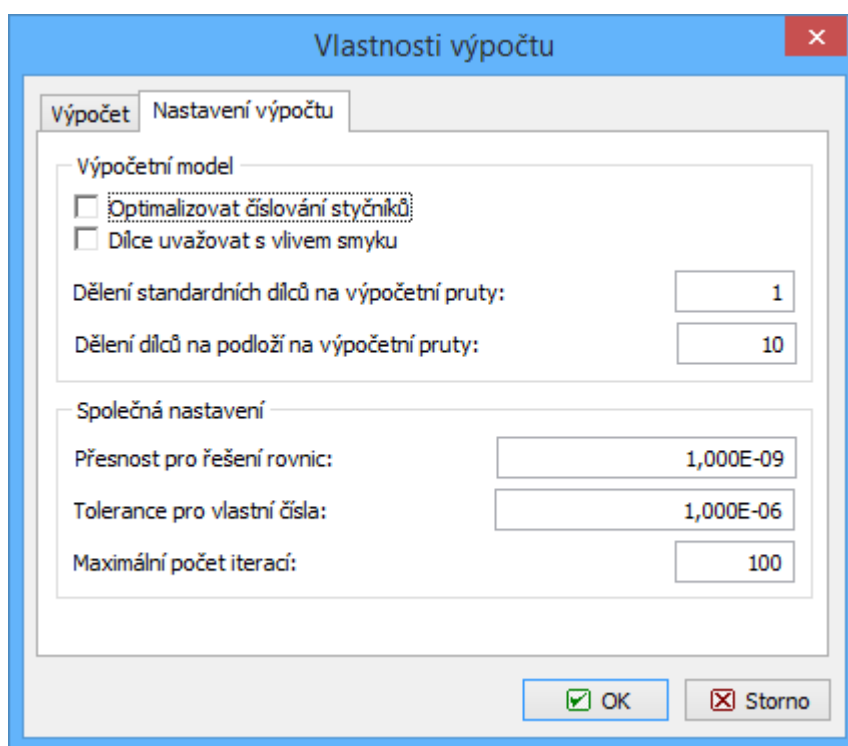 Vlastnosti výpočtu
Výpočet Nastavení výpočtu
Výpočetní model
Optimalizovat číslování styčníků
Dílce uvažovat s vlivem smyku
Dělení standardních dílců na výpočetní pruty: 1
Dělení dílců na podloží na výpočetní pruty: 10
Společná nastavení
Přesnost pro řešení rovnic: 1,000E-09
Tolerance pro vlastní čísla: 1,000E-06
Maximální počet iterací: 100
OK Storno